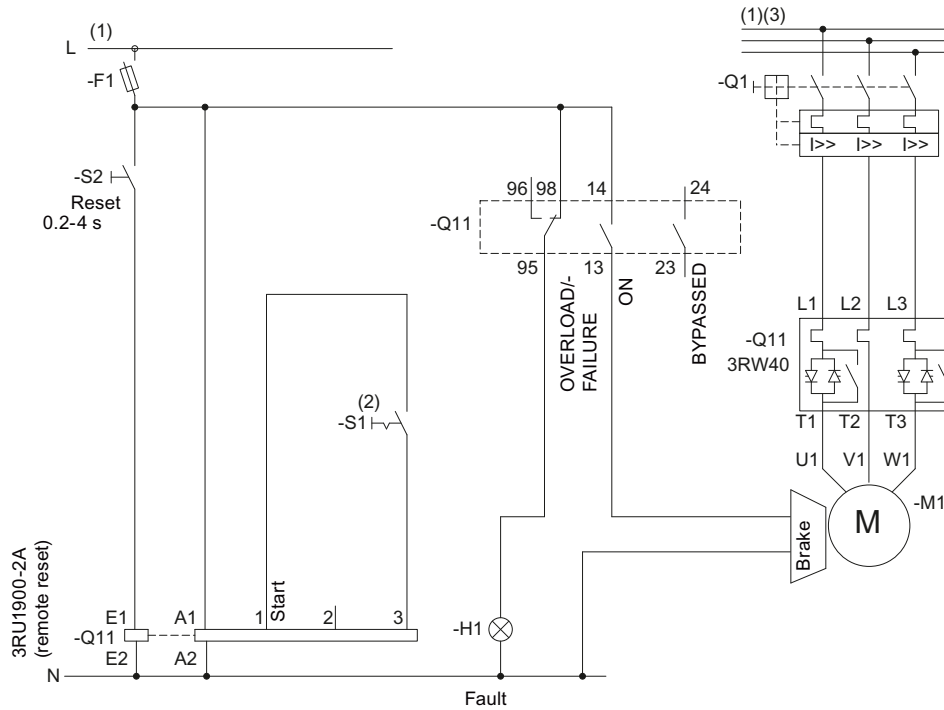 (1)
L
-F1
-S2
Reset
0.2-4 s
96 98 14 24
-Q11
95 13 23
OVERLOAD/-
FAILURE
ON
BYPASSED
(1)(3)
-Q1
I>> I>> I>>
L1 L2 L3
-Q11
3RW40
T1 T2 T3
U1 V1 W1
-M1
M
Brake
(2)
-S1
3RU1900-2A
(remote reset)
E1 A1 1 Start 2 3
-Q11
E2 A2
-H1
N
Fault